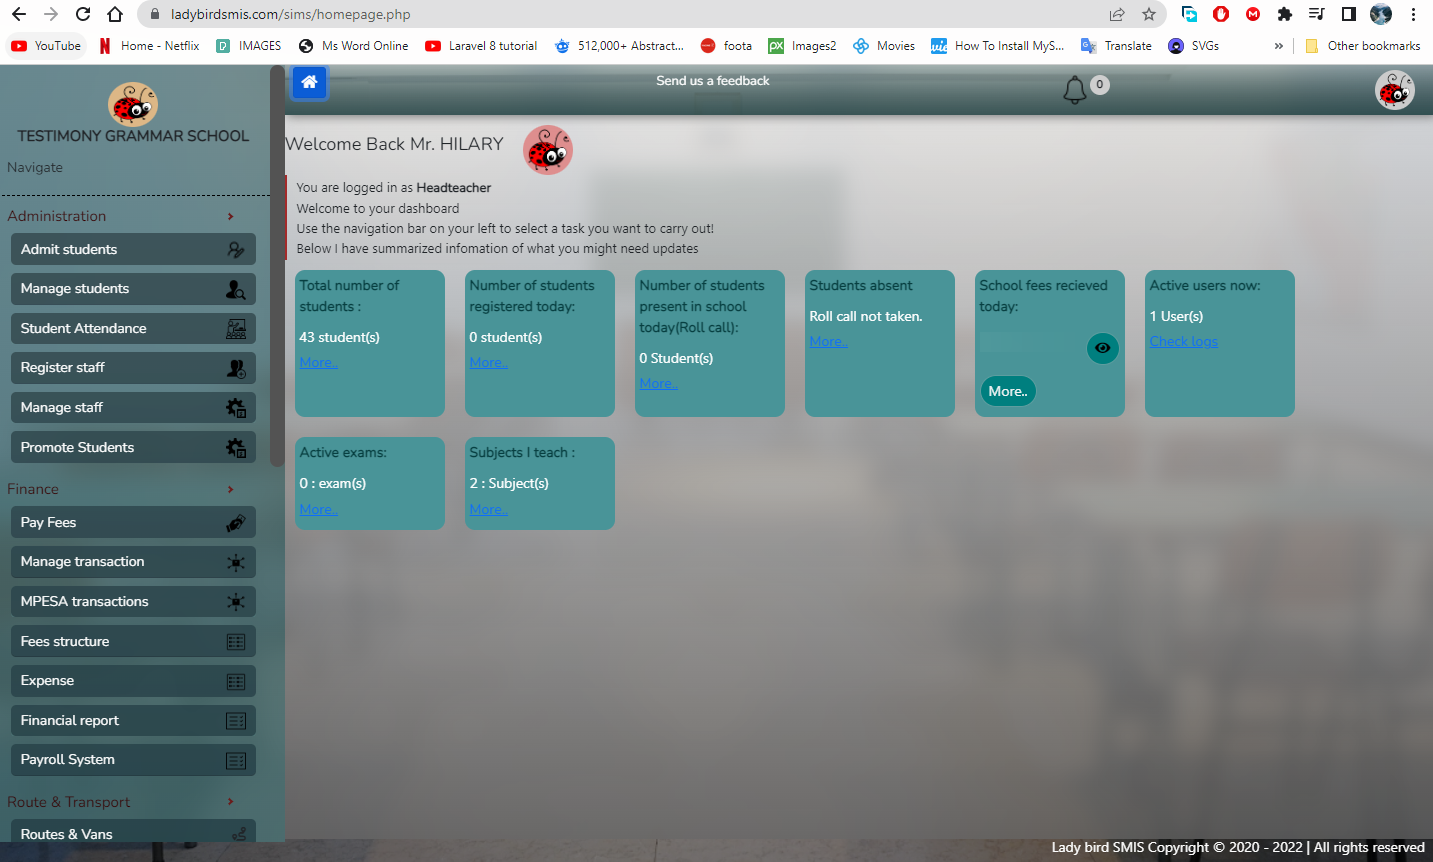 ladybirdsmis.com/sims/homepage.php
YouTube
Home - Netflix
IMAGES
Ms Word Online
Laravel 8 tutorial
512,000+ Abstract...
foota
Images2
Movies
How To Install MyS...
Translate
SVGs
»
Other bookmarks
TESTIMONY GRAMMAR SCHOOL
Navigate
Administration
Admit students
Manage students
Student Attendance
Register staff
Manage staff
Promote Students
Finance
Pay Fees
Manage transaction
MPESA transactions
Fees structure
Expense
Financial report
Payroll System
Route & Transport
Routes & Vans
Send us a feedback
0
Welcome Back Mr. HILARY
You are logged in as Headteacher
Welcome to your dashboard
Use the navigation bar on your left to select a task you want to carry out!
Below I have summarized infomation of what you might need updates
Total number of
students :
43 student(s)
More..
Number of students
registered today:
0 student(s)
More..
Number of students
present in school
today(Roll call):
0 Student(s)
More..
Students absent
Roll call not taken.
More..
School fees recieved
today:
More..
Active users now:
1 User(s)
Check logs
Active exams:
0 : exam(s)
More..
Subjects I teach :
2 : Subject(s)
More..
Lady bird SMIS Copyright © 2020 - 2022 | All rights reserved